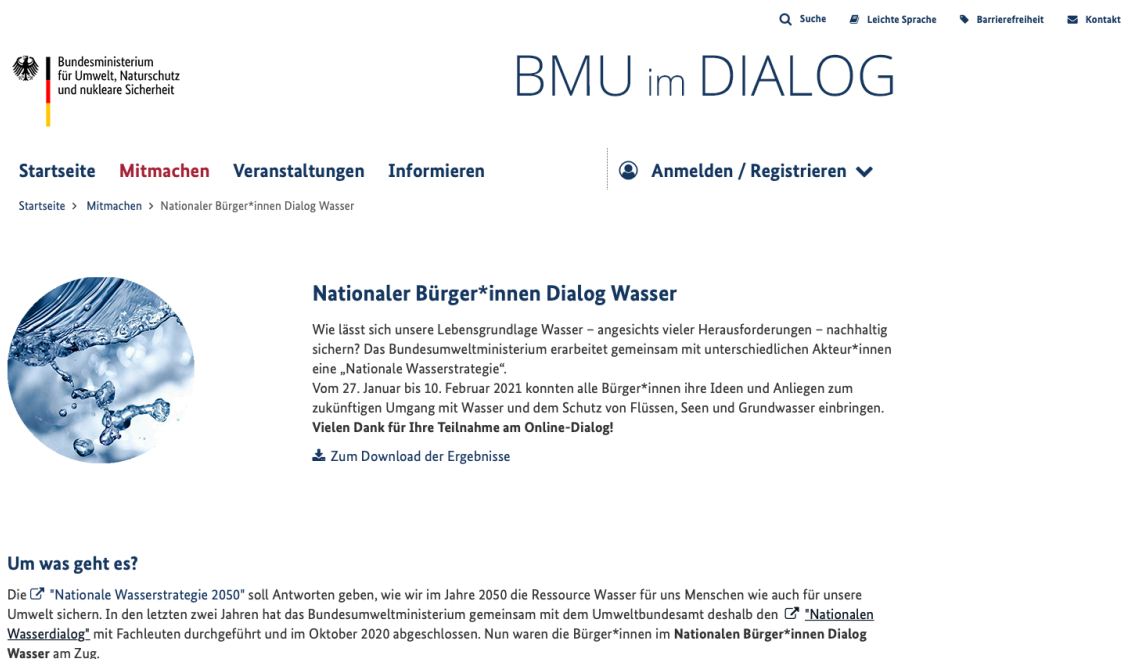 Suche Leichte Sprache Barrierefreiheit Kontakt
Bundesministerium
für Umwelt, Naturschutz
und nukleare Sicherheit
BMU im DIALOG
Startseite Mitmachen Veranstaltungen Informieren Anmelden / Registrieren
Startseite > Mitmachen > Nationaler Bürger*innen Dialog Wasser
Nationaler Bürger*innen Dialog Wasser
Wie lässt sich unsere Lebensgrundlage Wasser – angesichts vieler Herausforderungen – nachhaltig
sichern? Das Bundesumweltministerium erarbeitet gemeinsam mit unterschiedlichen Akteur*innen
eine „Nationale Wasserstrategie“.
Vom 27. Januar bis 10. Februar 2021 konnten alle Bürger*innen ihre Ideen und Anliegen zum
zukünftigen Umgang mit Wasser und dem Schutz von Flüssen, Seen und Grundwasser einbringen.
Vielen Dank für Ihre Teilnahme am Online-Dialog!
Zum Download der Ergebnisse
Um was geht es?
Die "Nationale Wasserstrategie 2050" soll Antworten geben, wie wir im Jahre 2050 die Ressource Wasser für uns Menschen wie auch für unsere
Umwelt sichern. In den letzten zwei Jahren hat das Bundesumweltministerium gemeinsam mit dem Umweltbundesamt deshalb den "Nationalen
Wasserdialog" mit Fachleuten durchgeführt und im Oktober 2020 abgeschlossen. Nun waren die Bürger*innen im Nationalen Bürger*innen Dialog
Wasser am Zug.